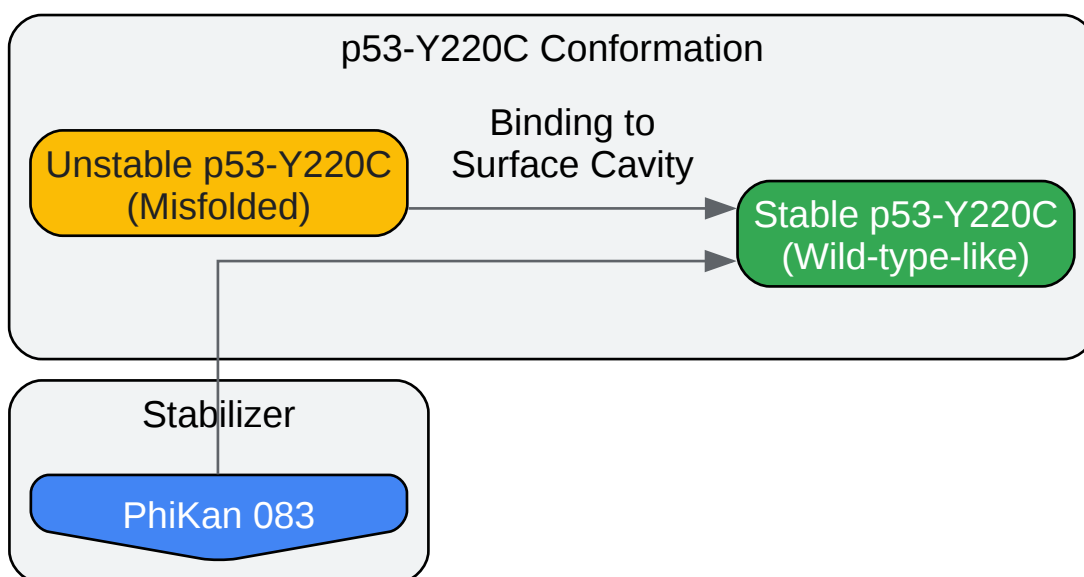 p53-Y220C Conformation
Binding to
Surface Cavity
Unstable p53-Y220C
(Misfolded)
Stable p53-Y220C
(Wild-type-like)
Stabilizer
PhiKan 083